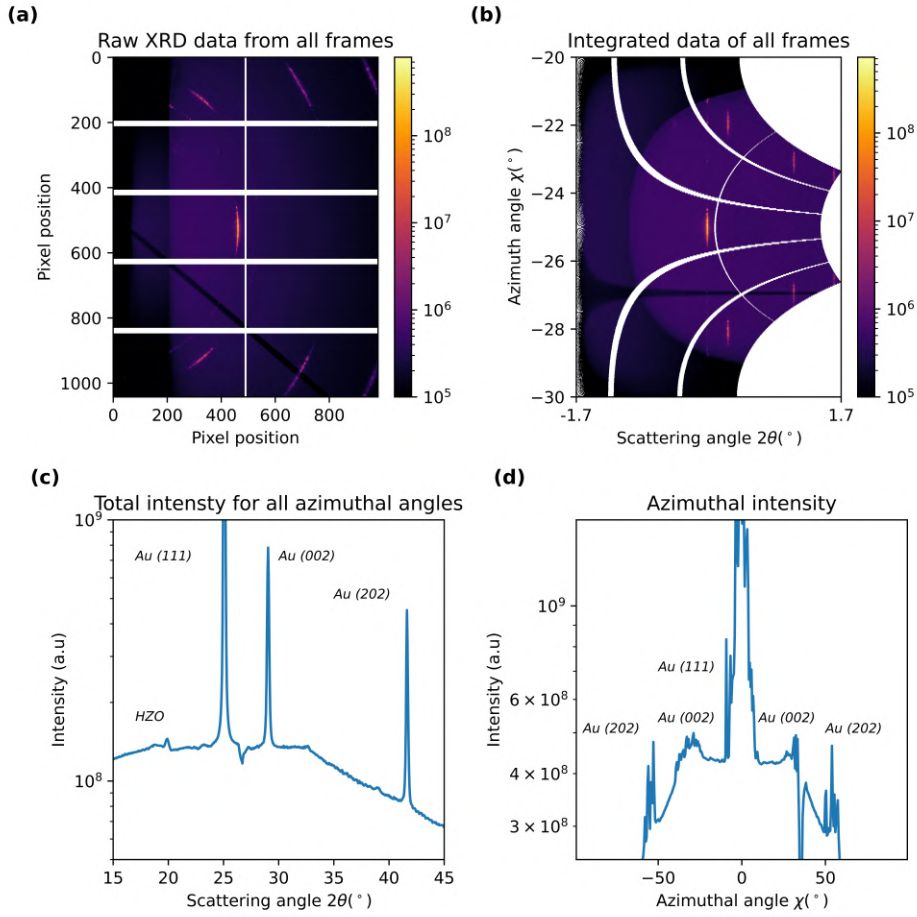 (a)
Raw XRD data from all frames
0
200
400
600
800
1000
Pixel position
0 200 400 600 800
Pixel position
10^8
10^7
10^6
10^5
(b)
Integrated data of all frames
−20
−22
−24
−26
−28
−30
Azimuth angle χ(°)
-1.7 1.7
Scattering angle 2θ(°)
10^8
10^7
10^6
10^5
(c)
Total intensty for all azimuthal angles
10^9
10^8
Intensity (a.u)
Au (111)
Au (002)
Au (202)
HZO
15 20 25 30 35 40 45
Scattering angle 2θ(°)
(d)
Azimuthal intensity
10^9
6 × 10^8
4 × 10^8
3 × 10^8
Intensity (a.u)
Au (111)
Au (202) Au (002) Au (002) Au (202)
−50 0 50
Azimuthal angle χ(°)